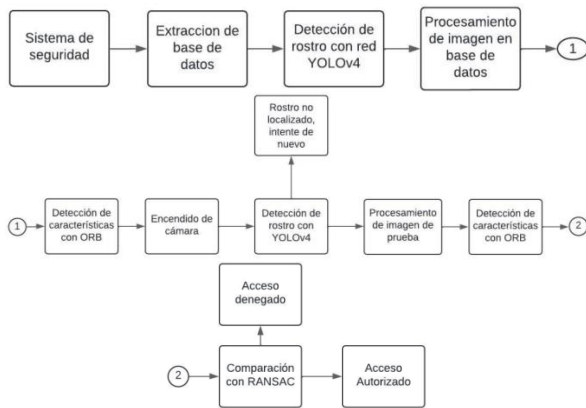 Sistema de
seguridad
Extraccion de
base de
datos
Detección de
rostro con red
YOLOv4
Procesamiento
de imagen en
base de
datos
1
Rostro no
localizado,
intente de
nuevo
1
Detección de
características
con ORB
Encendido de
cámara
Detección de
rostro con
YOLOv4
Procesamiento
de imagen de
prueba
Detección de
características
con ORB
2
Acceso
denegado
2
Comparación
con RANSAC
Acceso
Autorizado